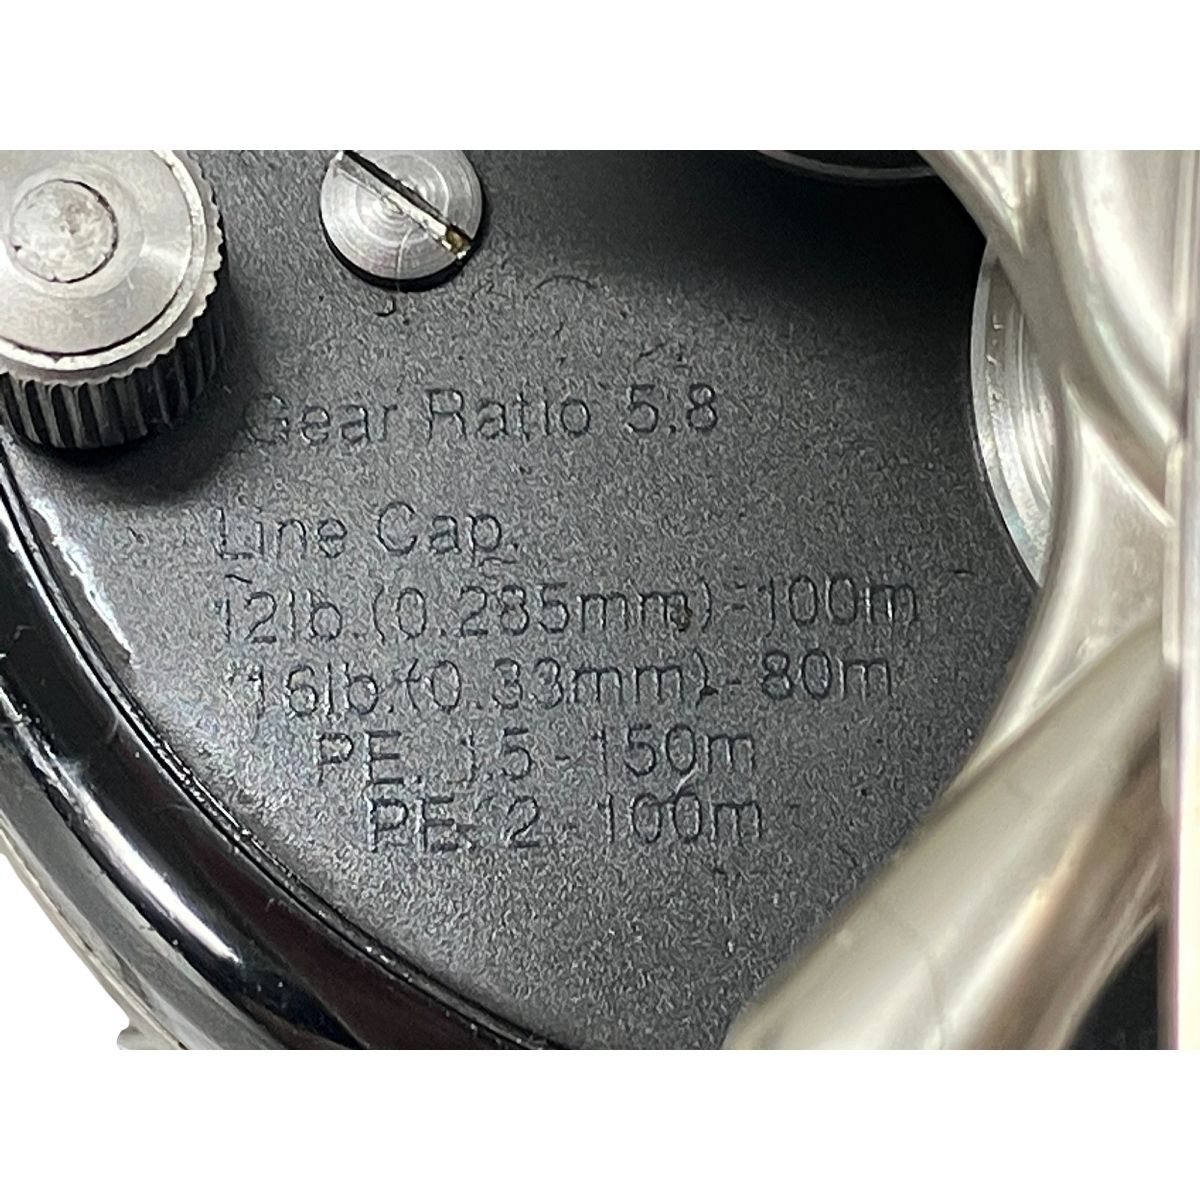 Gear Ratio 5.8
Line Cap.
12lb.(0.285mm)-100m
16lb.(0.33mm)-80m
PE. 1.5-150m
PE. 2-100m